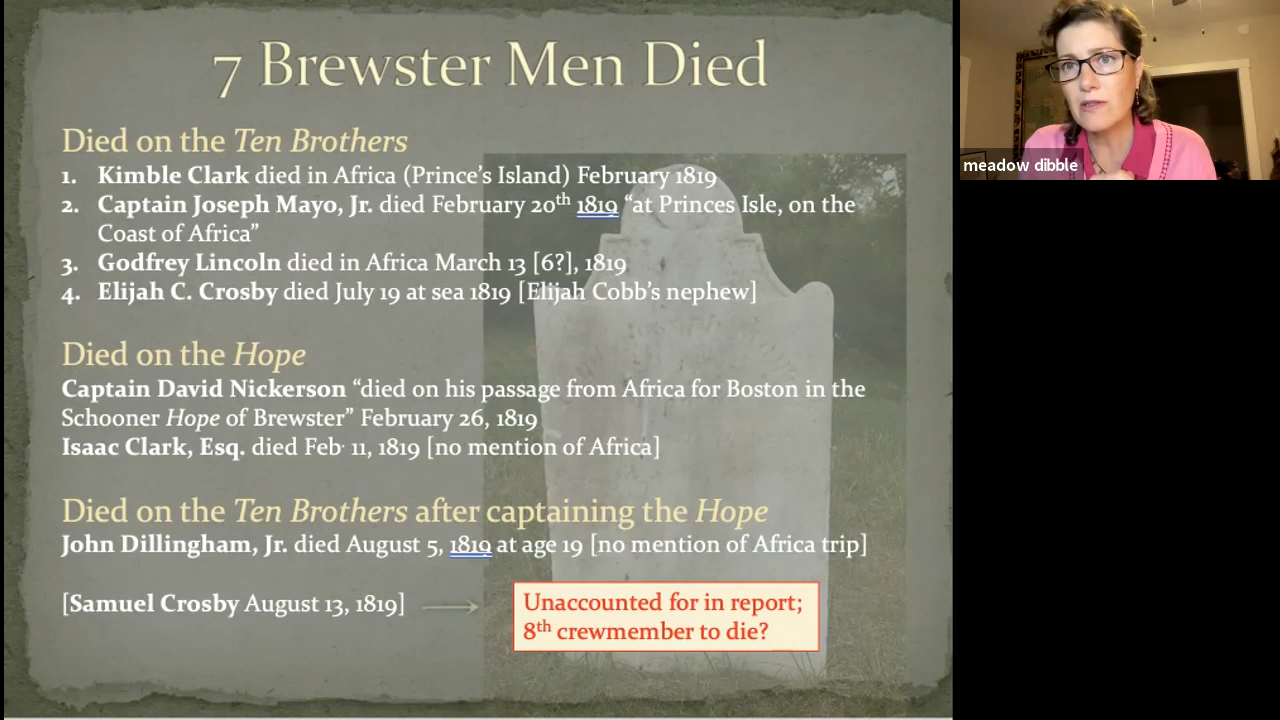 7 Brewster Men Died
Died on the Ten Brothers
1. Kimble Clark died in Africa (Prince's Island) February 1819
2. Captain Joseph Mayo, Jr. died February 20th 1819 “at Princes Isle, on the
Coast of Africa”
3. Godfrey Lincoln died in Africa March 13 [6?], 1819
4. Elijah C. Crosby died July 19 at sea 1819 [Elijah Cobb's nephew]
Died on the Hope
Captain David Nickerson “died on his passage from Africa for Boston in the
Schooner Hope of Brewster” February 26, 1819
Isaac Clark, Esq. died Feb. 11, 1819 [no mention of Africa]
Died on the Ten Brothers after captaining the Hope
John Dillingham, Jr. died August 5, 1819 at age 19 [no mention of Africa trip]
[Samuel Crosby August 13, 1819]
Unaccounted for in report;
8th crewmember to die?
meadow dibble